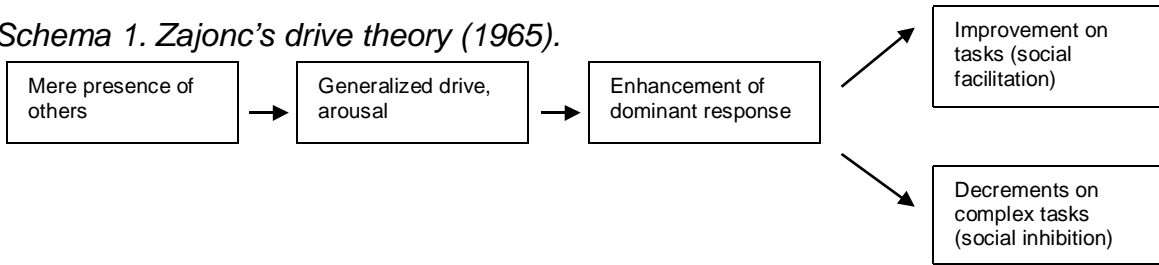 Schema 1. Zajonc’s drive theory (1965).
Mere presence of
others
Generalized drive,
arousal
Enhancement of
dominant response
Improvement on
tasks (social
facilitation)
Decrements on
complex tasks
(social inhibition)